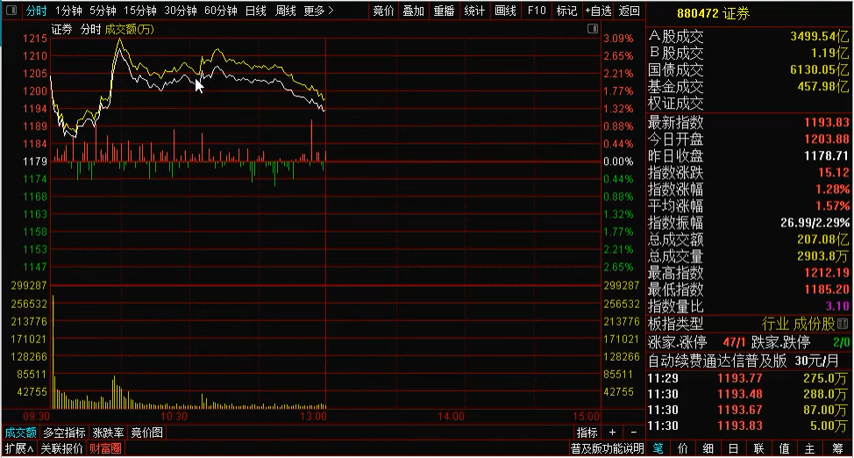 分时 1分钟 5分钟 15分钟 30分钟 60分钟 日线 周线 更多> 竞价 叠加 重播 统计 画线 F10 标记 +自选 返回
880472 证券
证券 分时 成交额(万)
1215 3.09%
1210 2.65%
1205 2.21%
1201 1.77%
1194 1.32%
1189 0.88%
1184 0.44%
1179 0.00%
1174 0.44%
1168 0.88%
1163 1.32%
1158 1.77%
1153 2.21%
1147 2.65%
299287 299287
256532 256532
213776 213776
171021 171021
128266 128266
85511 85511
42755 42755
09:30 10:30 13:00 14:00 15:00
A股成交 3499.54亿
B股成交 1.19亿
国债成交 6130.05亿
基金成交 457.98亿
权证成交
最新指数 1193.83
今日开盘 1203.88
昨日收盘 1178.71
指数涨跌 15.12
指数涨幅 1.28%
平均涨幅 1.57%
指数振幅 26.99/2.29%
总成交额 207.08亿
总成交量 2903.8万
最高指数 1212.19
最低指数 1185.20
指数量比 3.10
板指类型 行业 成份股
涨家.涨停 47/1 跌家.跌停 2/0
自动续费通达信普及版 30元/月
11:29 1193.77 275.0万
11:30 1193.48 288.0万
11:30 1193.67 87.00万
11:30 1193.83 5.00万
成交额 多空指标 涨跌率 竞价图 指标 + -
扩展∧ 关联报价 财富圈 普及版功能说明 笔 价 细 日 联 值 主 筹